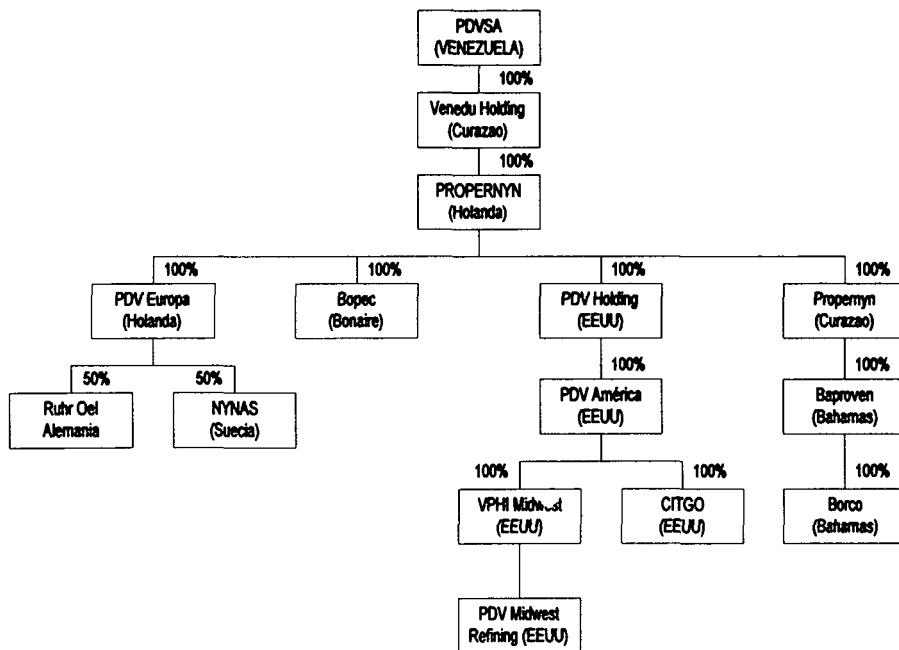 PDVSA
(VENEZUELA)
100%
Venedu Holding
(Curazao)
100%
PROPERNYN
(Holanda)
100%
100%
100%
100%
PDV Europa
(Holanda)
Bopec
(Bonaire)
PDV Holding
(EEUU)
Propernyn
(Curazao)
50%
50%
100%
100%
Ruhr Oel
Alemania
NYNAS
(Suecia)
PDV América
(EEUU)
Baproven
(Bahamas)
100%
100%
100%
VPHI Midwest
(EEUU)
CITGO
(EEUU)
Borco
(Bahamas)
PDV Midwest
Refining (EEUU)